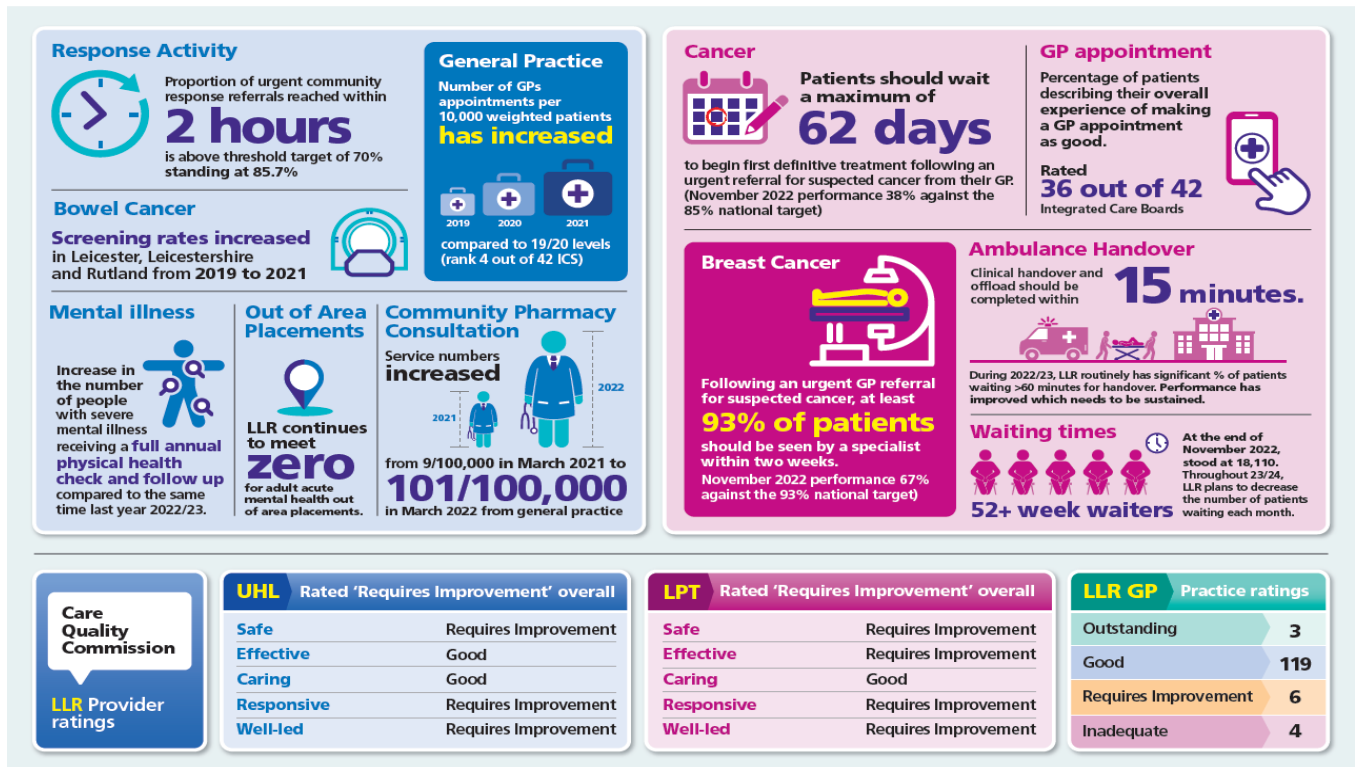 Response Activity
Proportion of urgent community
response referrals reached within
2 hours
is above threshold target of 70%
standing at 85.7%
Bowel Cancer
Screening rates increased
in Leicester, Leicestershire
and Rutland from 2019 to 2021
General Practice
Number of GPs
appointments per
10,000 weighted patients
has increased
2019
2020
2021
compared to 19/20 levels
(rank 4 out of 42 ICS)
Mental illness
Increase in
the number
of people
with severe
mental illness
receiving a full annual
physical health
check and follow up
compared to the same
time last year 2022/23.
Out of Area
Placements
LLR continues
to meet
zero
for adult acute
mental health out
of area placements.
Community Pharmacy
Consultation
Service numbers
increased
2021
2022
from 9/100,000 in March 2021 to
101/100,000
in March 2022 from general practice
Cancer
Patients should wait
a maximum of
62 days
to begin first definitive treatment following an
urgent referral for suspected cancer from their GP.
(November 2022 performance 38% against the
85% national target)
GP appointment
Percentage of patients
describing their overall
experience of making
a GP appointment
as good.
Rated
36 out of 42
Integrated Care Boards
Breast Cancer
Following an urgent GP referral
for suspected cancer, at least
93% of patients
should be seen by a specialist
within two weeks.
November 2022 performance 67%
against the 93% national target)
Ambulance Handover
Clinical handover and
offload should be
completed within
15 minutes.
During 2022/23, LLR routinely has significant % of patients
waiting >60 minutes for handover. Performance has
improved which needs to be sustained.
Waiting times
52+ week waiters
At the end of
November 2022,
stood at 18,110.
Throughout 23/24,
LLR plans to decrease
the number of patients
waiting each month.
Care
Quality
Commission
LLR Provider
ratings
UHL Rated ‘Requires Improvement’ overall
Safe Requires Improvement
Effective Good
Caring Good
Responsive Requires Improvement
Well-led Requires Improvement
LPT Rated ‘Requires Improvement’ overall
Safe Requires Improvement
Effective Requires Improvement
Caring Good
Responsive Requires Improvement
Well-led Requires Improvement
LLR GP Practice ratings
Outstanding 3
Good 119
Requires Improvement 6
Inadequate 4